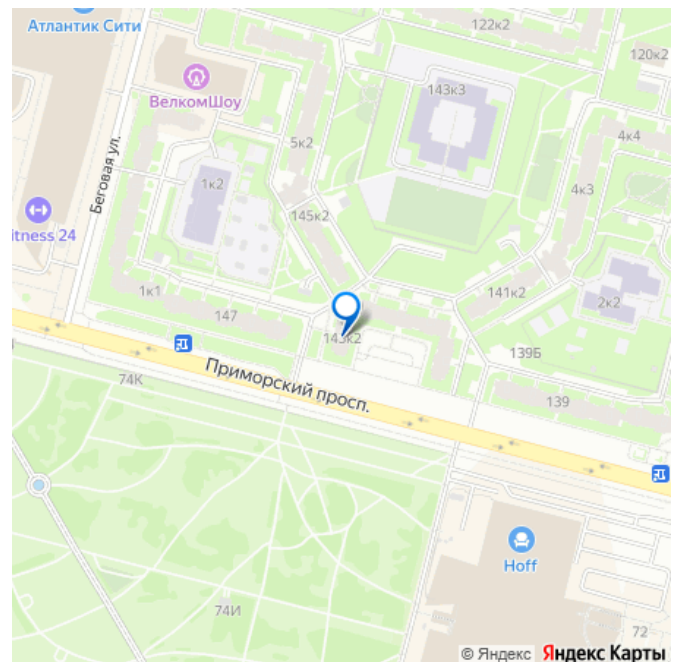 Атлантик Сити
122к2
120к2
ВелкомШоу
143к3
5к2
4к4
Беговая ул.
1к2
4к3
145к2
itness 24
1к1
141к2
2к2
147
143к2
139Б
Приморский просп.
74К
139
Hoff
74И
72
© Яндекс Яндекс Карты